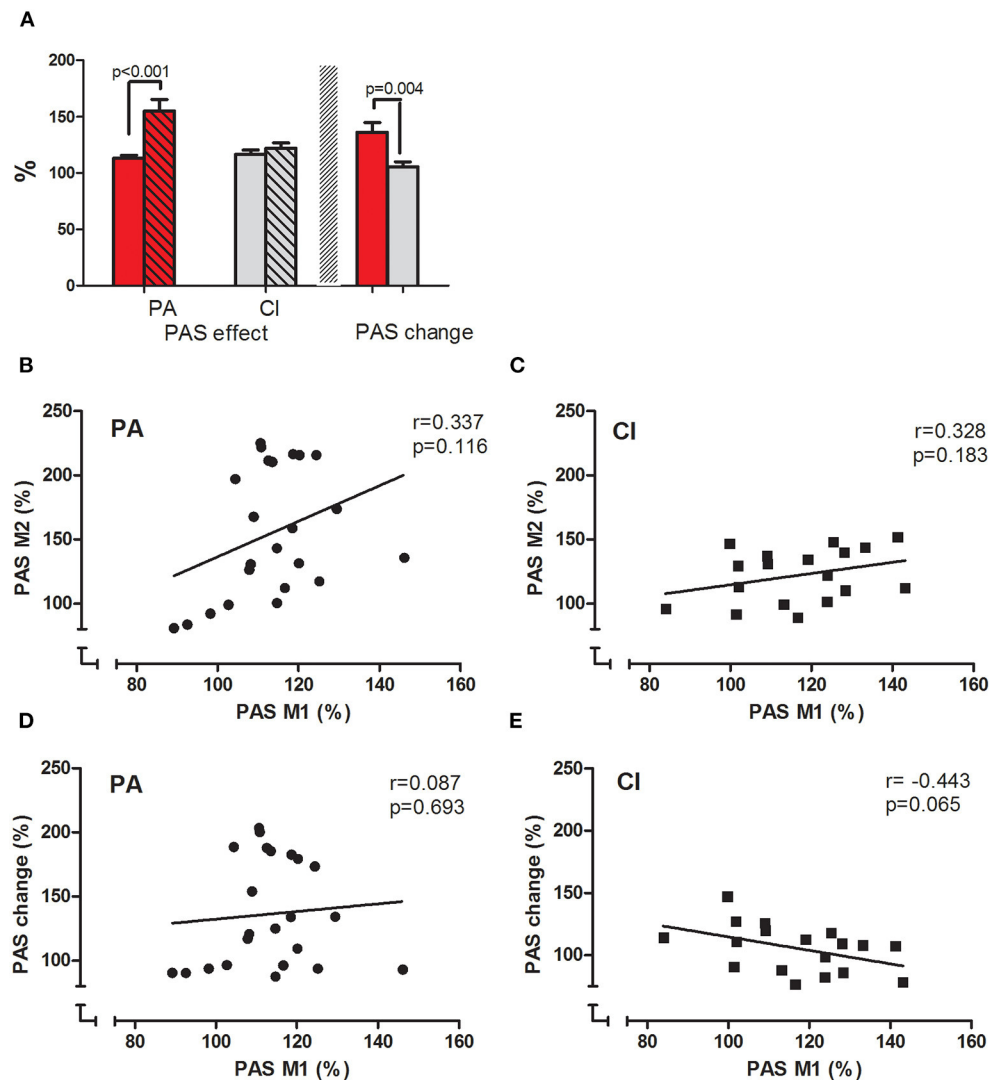 A
200
150
100
50
0
%
p<0.001
p=0.004
PA
CI
PAS effect
PAS change
B
250
200
150
100
PAS M2 (%)
PA
r=0.337
p=0.116
80
100
120
140
160
PAS M1 (%)
C
250
200
150
100
PAS M2 (%)
CI
r=0.328
p=0.183
80
100
120
140
160
PAS M1 (%)
D
250
200
150
100
PAS change (%)
PA
r=0.087
p=0.693
80
100
120
140
160
PAS M1 (%)
E
250
200
150
100
PAS change (%)
CI
r= -0.443
p=0.065
80
100
120
140
160
PAS M1 (%)